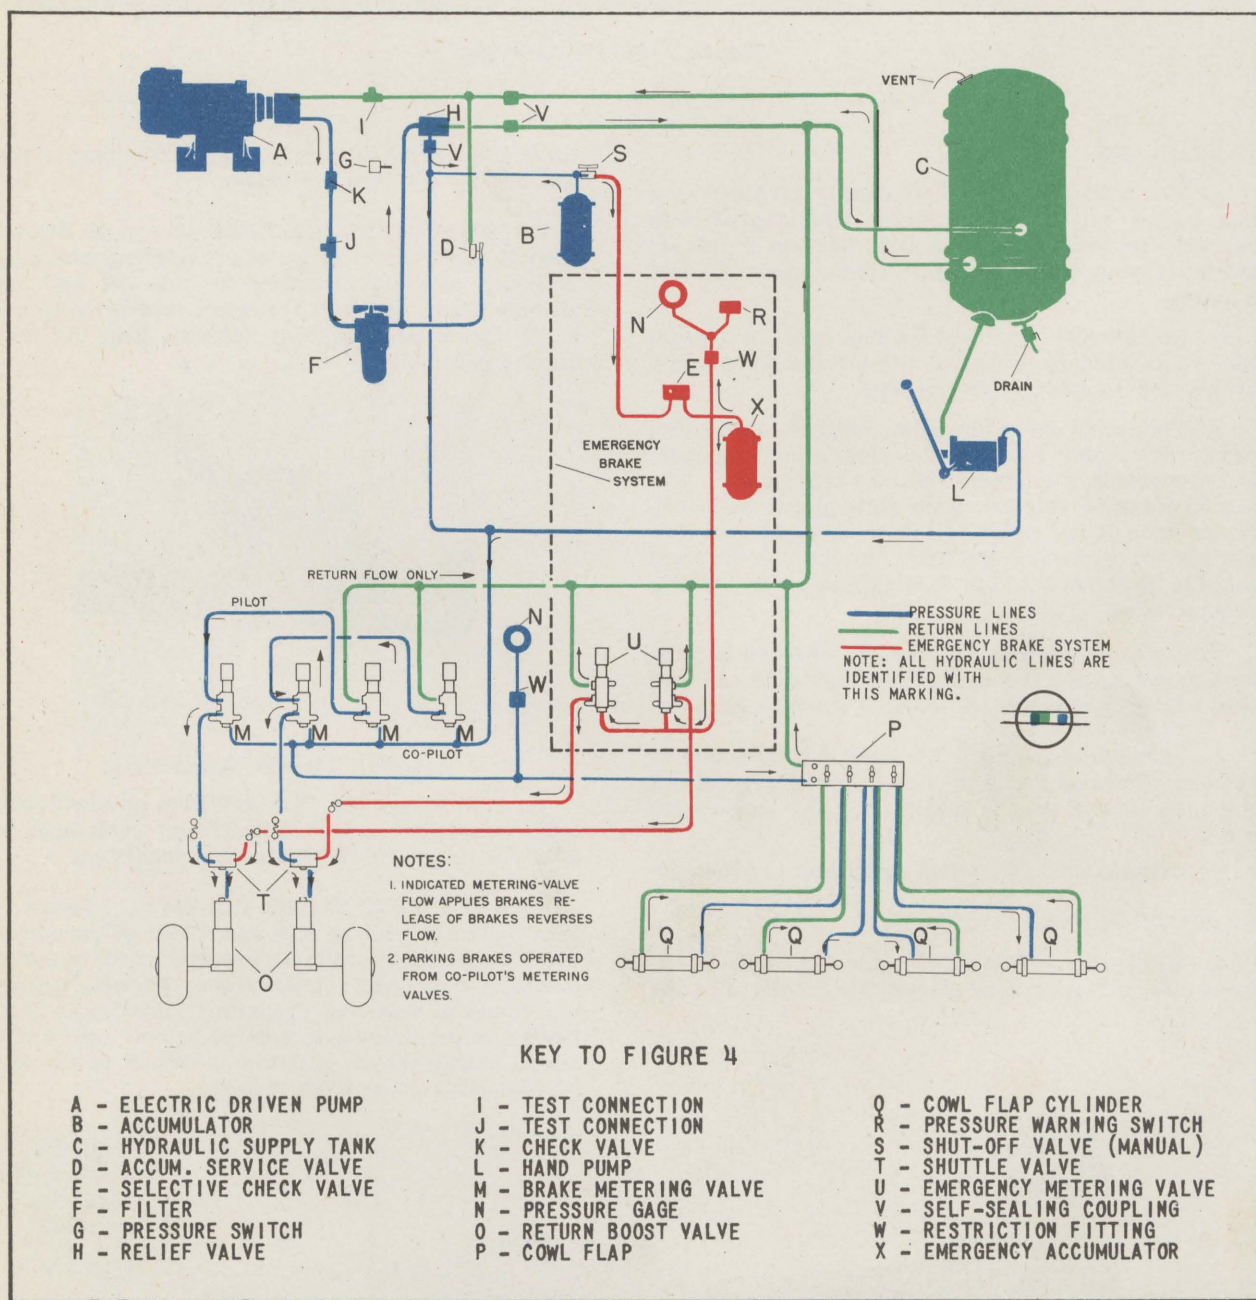 VENT
H
V
I
A
G
V
S
C
K
J
D
B
N
R
F
E
W
DRAIN
X
EMERGENCY
BRAKE
SYSTEM
L
RETURN FLOW ONLY
PILOT
N
U
PRESSURE LINES
RETURN LINES
EMERGENCY BRAKE SYSTEM
NOTE: ALL HYDRAULIC LINES ARE
IDENTIFIED WITH
THIS MARKING.
W
M
M
M
M
P
CO-PILOT
NOTES:
1. INDICATED METERING-VALVE
FLOW APPLIES BRAKES RE-
LEASE OF BRAKES REVERSES
FLOW.
2. PARKING BRAKES OPERATED
FROM CO-PILOT'S METERING
VALVES.
T
Q
Q
Q
Q
O
KEY TO FIGURE 4
A - ELECTRIC DRIVEN PUMP
B - ACCUMULATOR
C - HYDRAULIC SUPPLY TANK
D - ACCUM. SERVICE VALVE
E - SELECTIVE CHECK VALVE
F - FILTER
G - PRESSURE SWITCH
H - RELIEF VALVE
I - TEST CONNECTION
J - TEST CONNECTION
K - CHECK VALVE
L - HAND PUMP
M - BRAKE METERING VALVE
N - PRESSURE GAGE
O - RETURN BOOST VALVE
P - COWL FLAP
Q - COWL FLAP CYLINDER
R - PRESSURE WARNING SWITCH
S - SHUT-OFF VALVE (MANUAL)
T - SHUTTLE VALVE
U - EMERGENCY METERING VALVE
V - SELF-SEALING COUPLING
W - RESTRICTION FITTING
X - EMERGENCY ACCUMULATOR